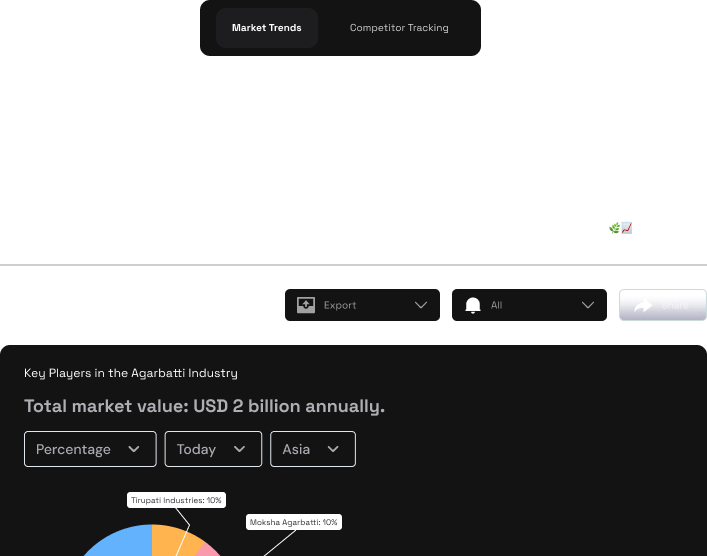 Market Trends
Competitor Tracking
Export
All
Share
Key Players in the Agarbatti Industry
Total market value: USD 2 billion annually.
Percentage
Today
Asia
Tirupati Industries: 10%
Moksha Agarbatti: 10%